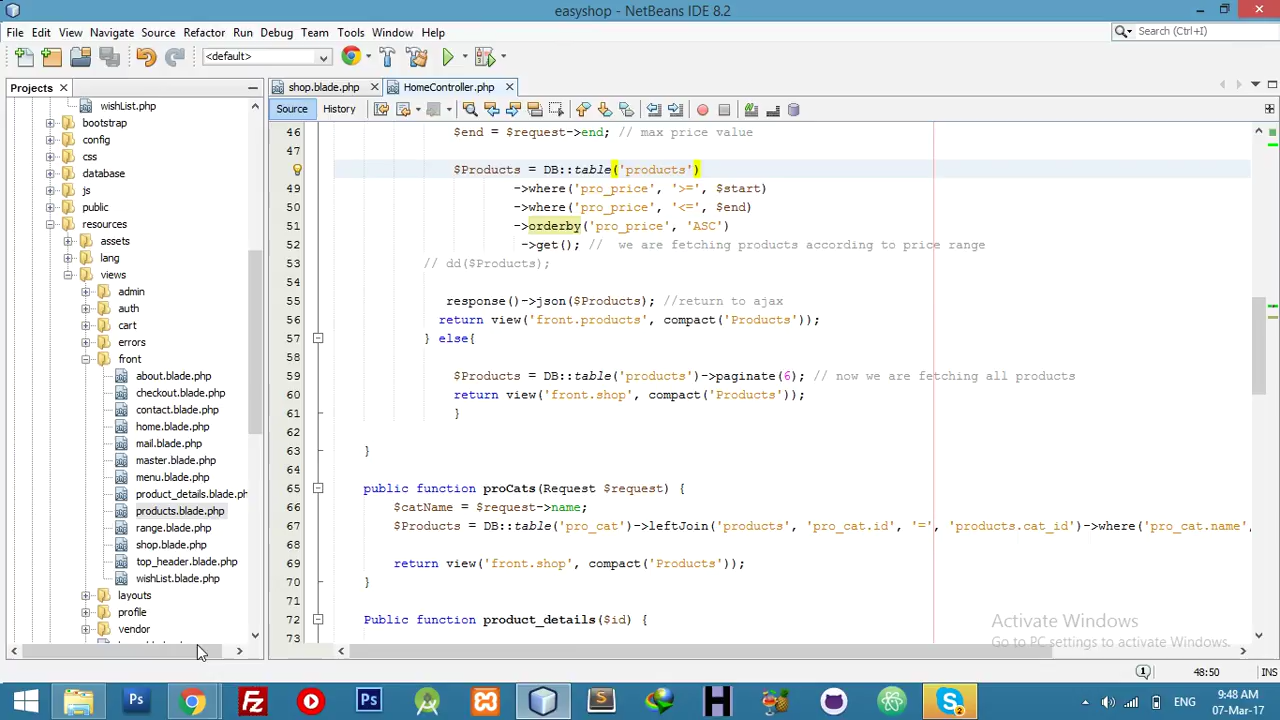 easyshop - NetBeans IDE 8.2
File Edit View Navigate Source Refactor Run Debug Team Tools Window Help
Search (Ctrl+I)
<default>
Projects
shop.blade.php
HomeController.php
Source History
wishList.php
bootstrap
config
css
database
js
public
resources
assets
lang
views
admin
auth
cart
errors
front
about.blade.php
checkout.blade.php
contact.blade.php
home.blade.php
mail.blade.php
master.blade.php
menu.blade.php
product_details.blade.ph
products.blade.php
range.blade.php
shop.blade.php
top_header.blade.php
wishList.blade.php
layouts
profile
vendor
46 $end = $request->end; // max price value
47
$Products = DB::table('products')
49 ->where('pro_price', '>=', $start)
50 ->where('pro_price', '<=', $end)
51 ->orderby('pro_price', 'ASC')
52 ->get(); // we are fetching products according to price range
53 // dd($Products);
54
55 response()->json($Products); //return to ajax
56 return view('front.products', compact('Products'));
57 } else{
58
59 $Products = DB::table('products')->paginate(6); // now we are fetching all products
60 return view('front.shop', compact('Products'));
61 }
62
63 }
64
65 public function proCats(Request $request) {
66 $catName = $request->name;
67 $Products = DB::table('pro_cat')->leftJoin('products', 'pro_cat.id', '=', 'products.cat_id')->where('pro_cat.name',
68
69 return view('front.shop', compact('Products'));
70 }
71
72 Public function product_details($id) {
73
Activate Windows
Go to PC settings to activate Windows.
48:50 INS
ENG
9:48 AM
07-Mar-17